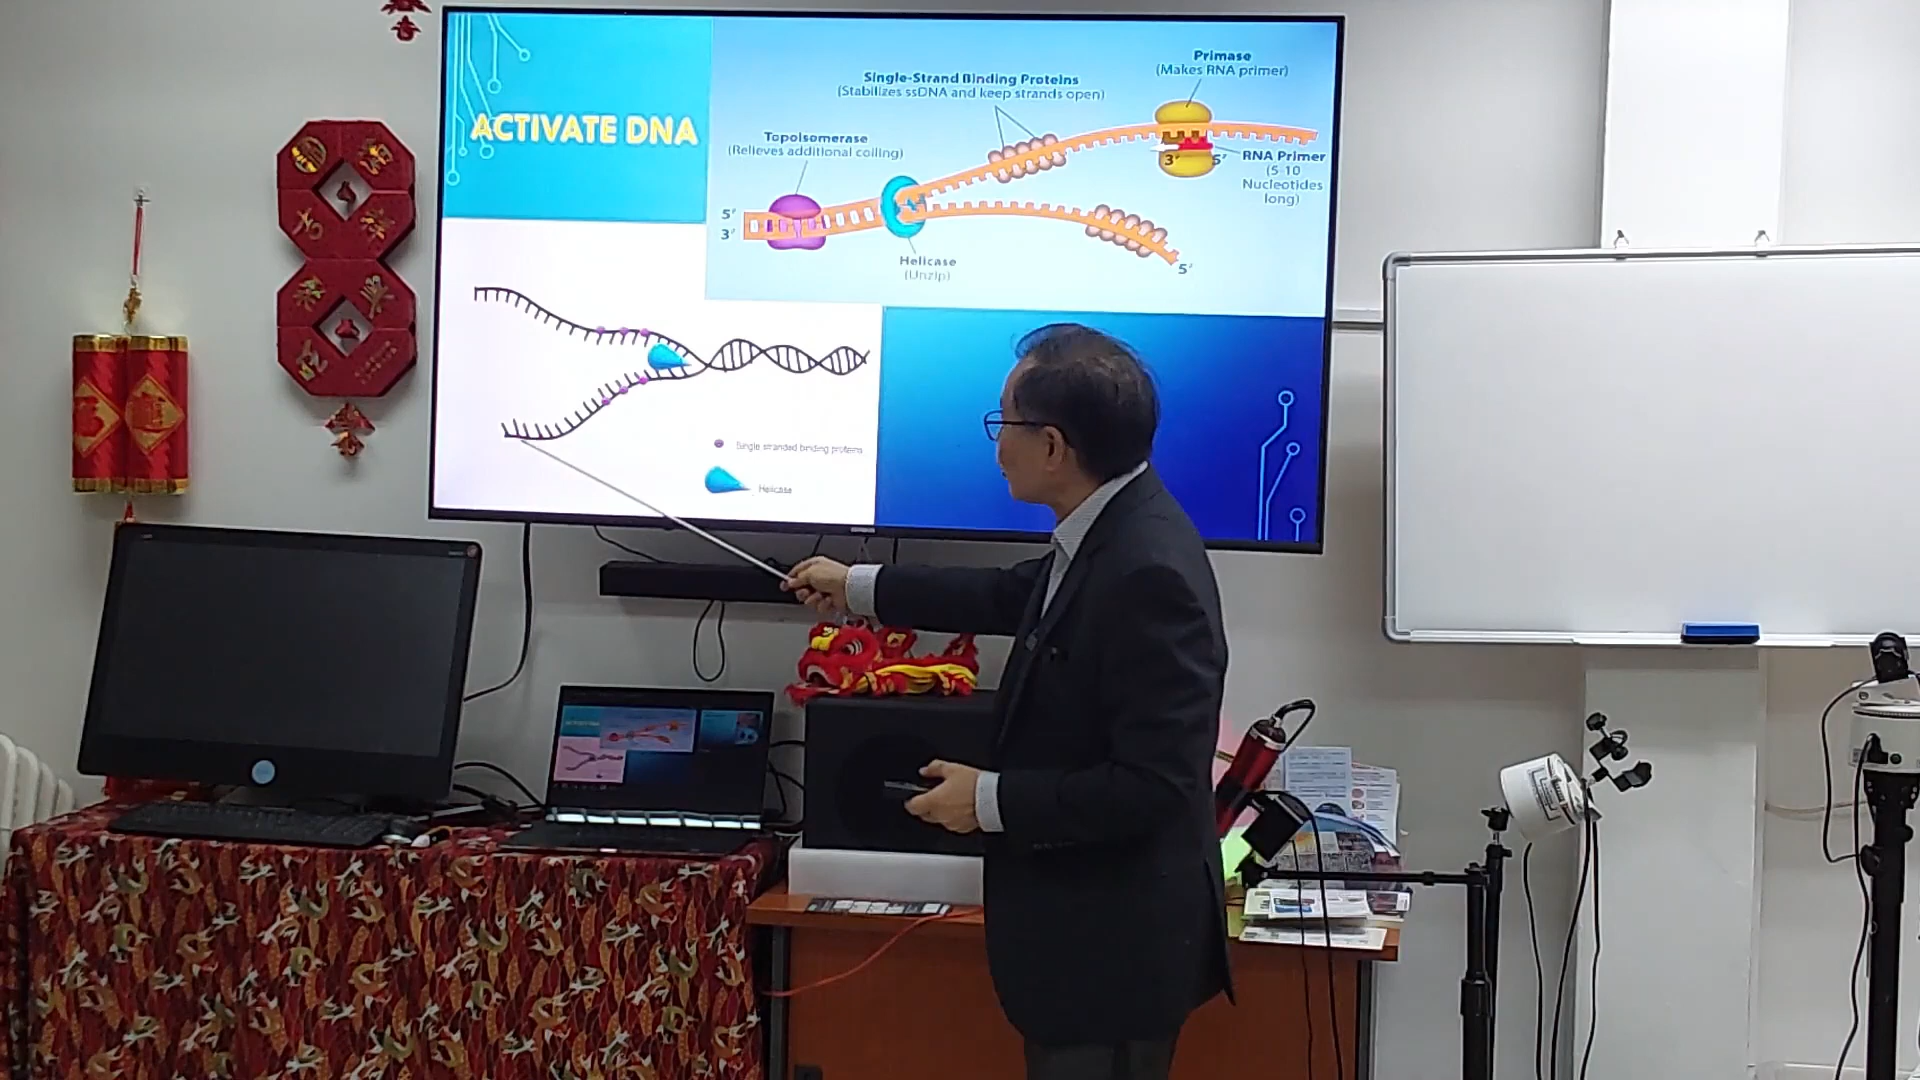 ACTIVATE DNA
Primase
(Makes RNA primer)
Single-Strand Binding Proteins
(Stabilizes ssDNA and keep strands open)
Topoisomerase
(Relieves additional coiling)
3' 5'
RNA Primer
(5-10
Nucleotides
long)
5'
3'
Helicase
(Unzip)
5'
Single stranded binding proteins
Helicase
吉祥